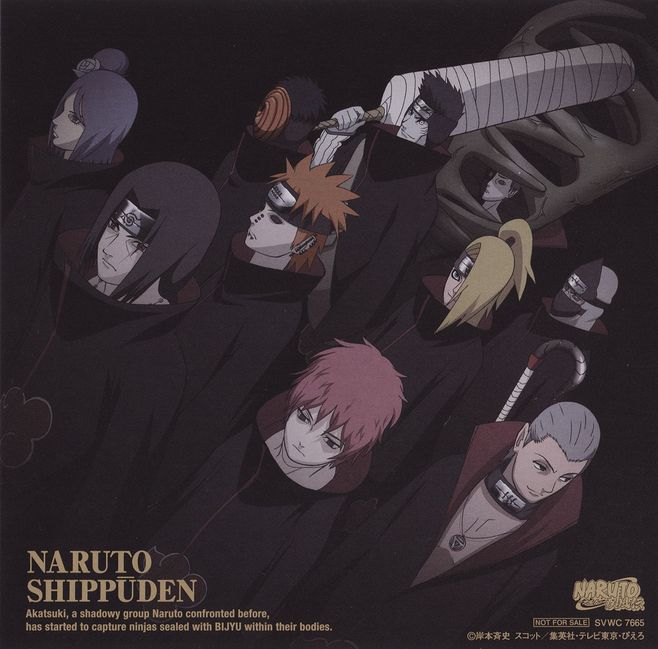 NARUTO
SHIPPŪDEN
Akatsuki, a shadowy group Naruto confronted before,
has started to capture ninjas sealed with BIJYU within their bodies.
NARUTO
NOT FOR SALE SVWC 7665
©岸本斉史 スコット/集英社・テレビ東京・ぴえろ